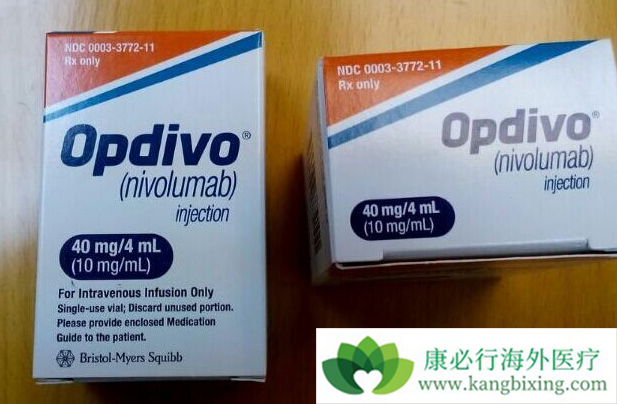 NDC 0003-3772-11
Rx only
Opdivo®
(nivolumab)
injection
40 mg/4 mL
(10 mg/mL)
For Intravenous Infusion Only
Single-use vial; Discard unused portion.
Please provide enclosed Medication
Guide to the patient.
Bristol-Myers Squibb
NDC 0003-3772-11
Rx only
Opdivo®
(nivolumab)
injection
40 mg/4 mL
(10 mg/mL)
康必行海外医疗
www.kangbixing.com